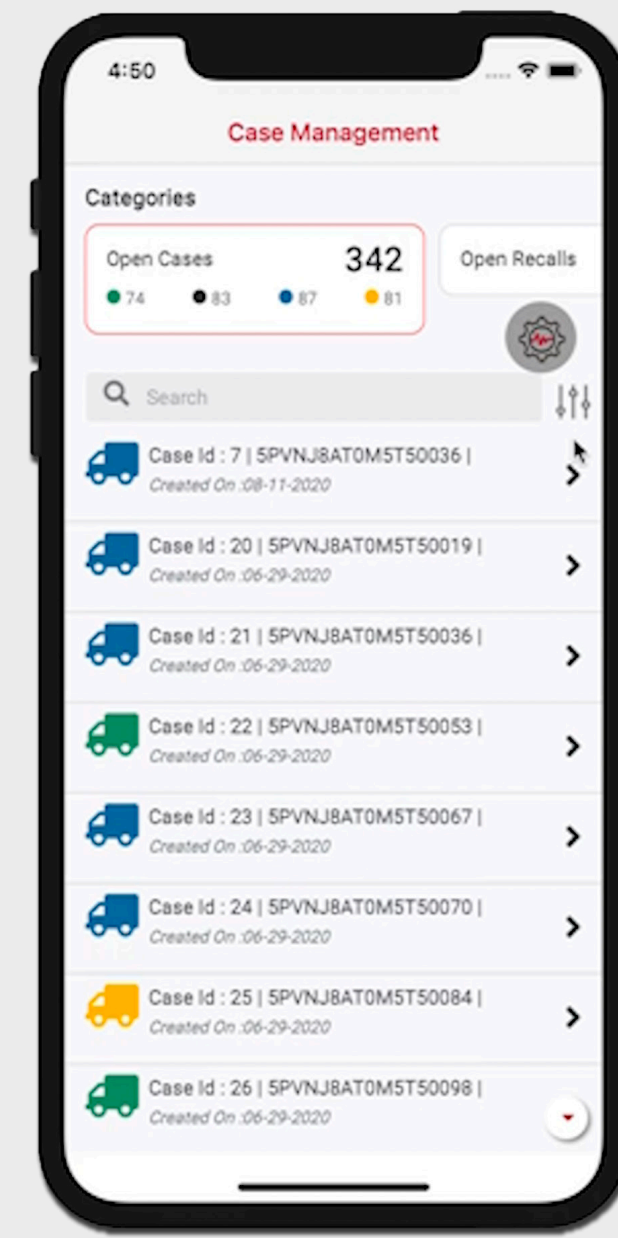 4:50
Case Management
Categories
Open Cases 342
74 83 87 81
Open Recalls
Search
Case Id : 7 | 5PVNJ8AT0M5T50036 |
Created On :08-11-2020
Case Id : 20 | 5PVNJ8AT0M5T50019 |
Created On :06-29-2020
Case Id : 21 | 5PVNJ8AT0M5T50036 |
Created On :06-29-2020
Case Id : 22 | 5PVNJ8AT0M5T50053 |
Created On :06-29-2020
Case Id : 23 | 5PVNJ8AT0M5T50067 |
Created On :06-29-2020
Case Id : 24 | 5PVNJ8AT0M5T50070 |
Created On :06-29-2020
Case Id : 25 | 5PVNJ8AT0M5T50084 |
Created On :06-29-2020
Case Id : 26 | 5PVNJ8AT0M5T50098 |
Created On :06-29-2020